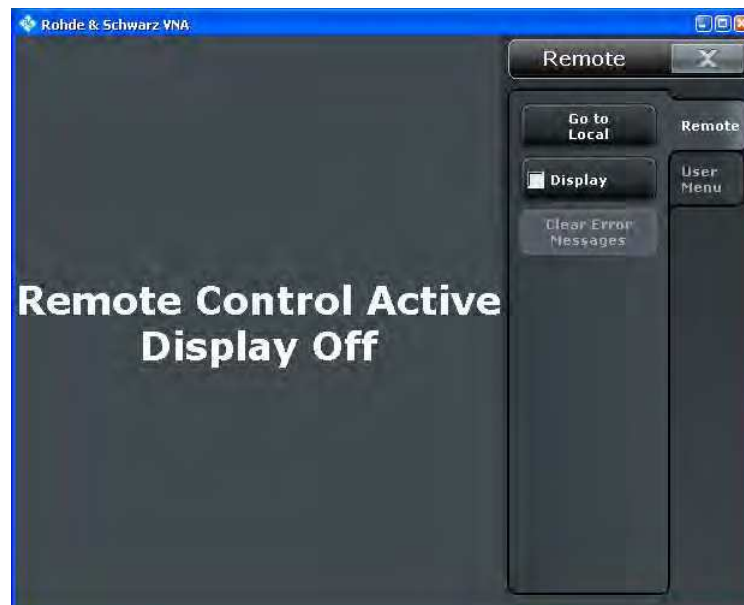 Rohde & Schwarz VNA
Remote
Go to
Local
Remote
Display
User
Menu
Clear Error
Messages
Remote Control Active
Display Off